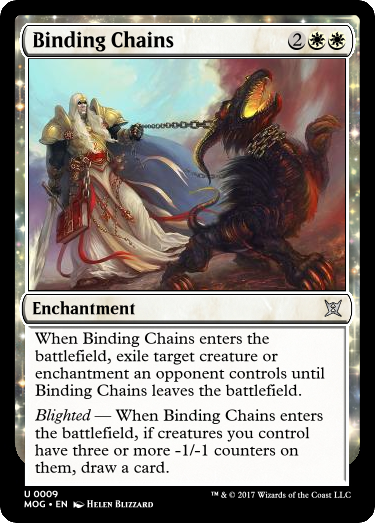 Binding Chains 2
Enchantment
When Binding Chains enters the
battlefield, exile target creature or
enchantment an opponent controls until
Binding Chains leaves the battlefield.
Blighted — When Binding Chains enters
the battlefield, if creatures you control
have three or more -1/-1 counters on
them, draw a card.
U 0009
MOG • EN Helen Blizzard
™ & © 2017 Wizards of the Coast LLC